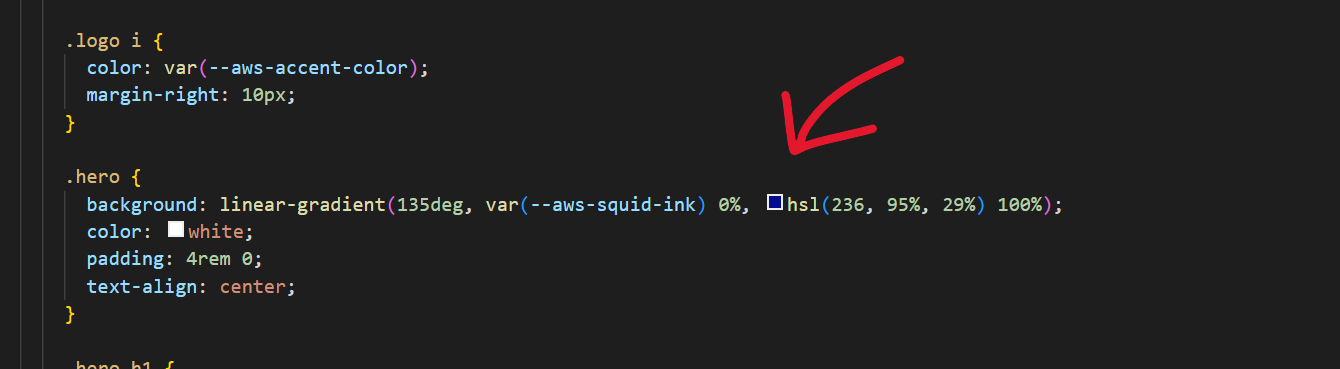 .logo i {
color: var(--aws-accent-color);
margin-right: 10px;
}
.hero {
background: linear-gradient(135deg, var(--aws-squid-ink) 0%, hsl(236, 95%, 29%) 100%);
color: white;
padding: 4rem 0;
text-align: center;
}
.hero h1 {